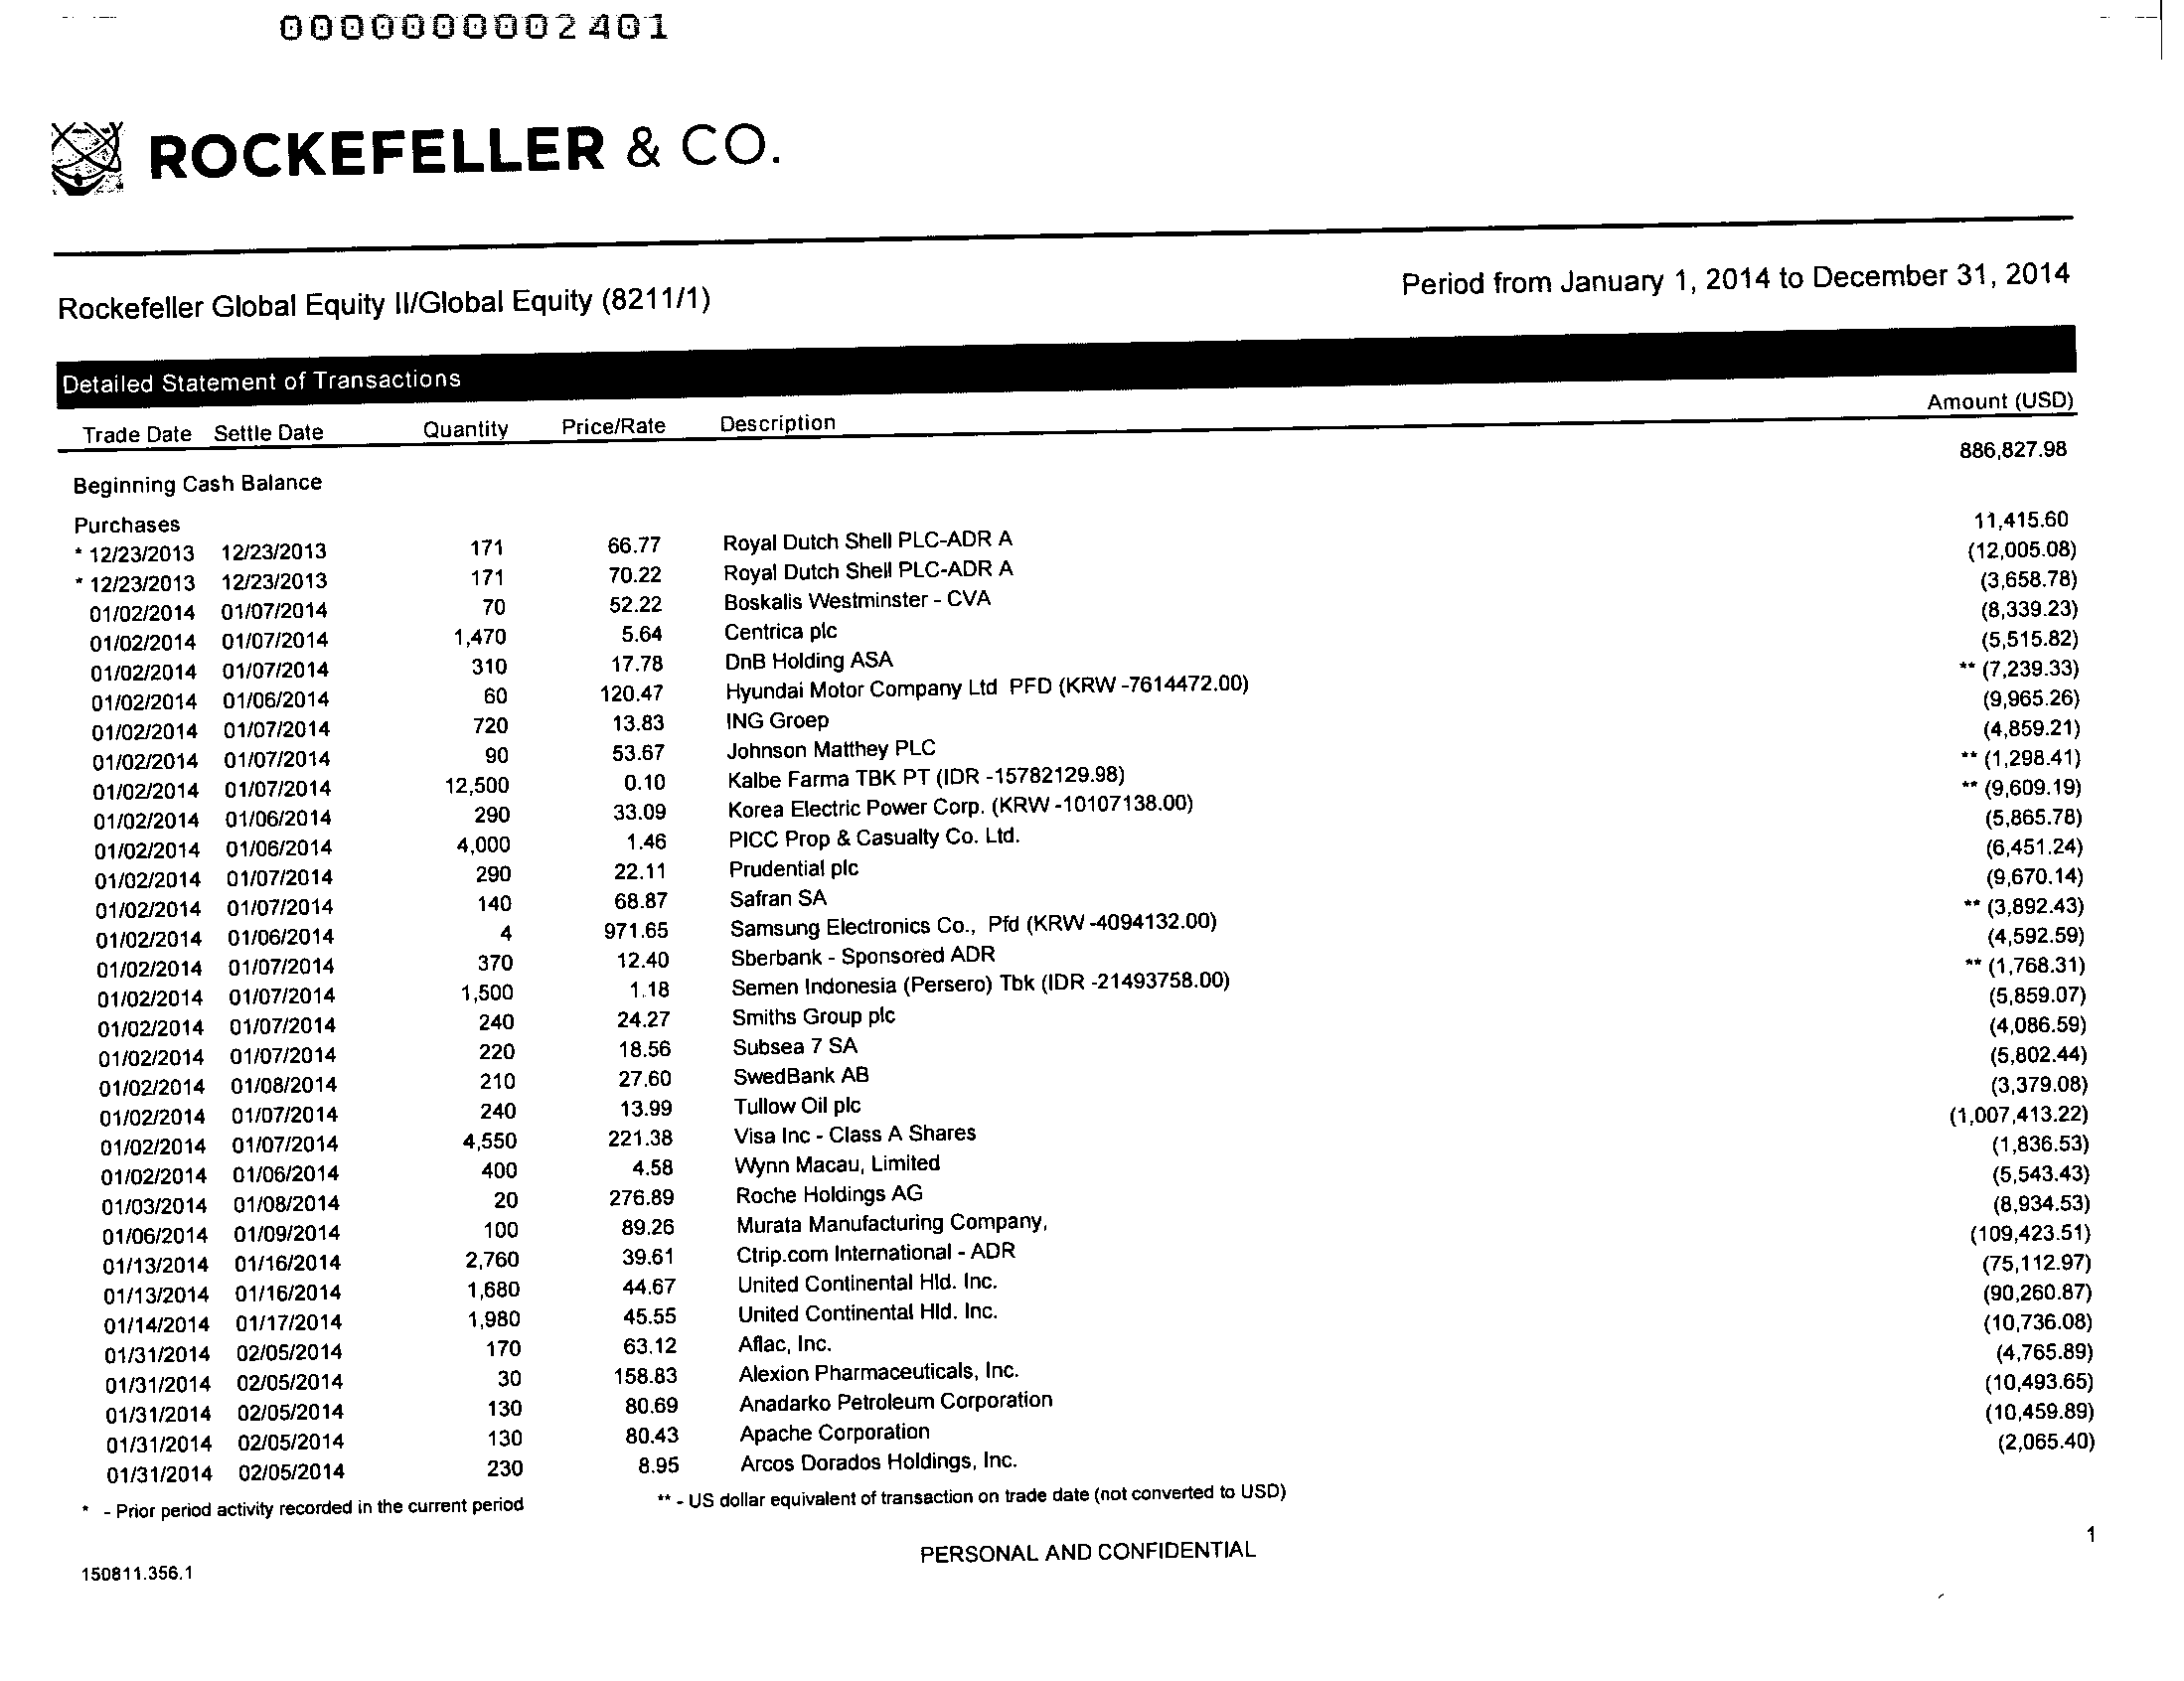 0000000002401
ROCKEFELLER & CO.
Rockefeller Global Equity II/Global Equity (8211/1) Period from January 1, 2014 to December 31, 2014
Detailed Statement of Transactions
Trade Date Settle Date Quantity Price/Rate Description Amount (USD)
Beginning Cash Balance 886,827.98
Purchases
* 12/23/2013 12/23/2013 171 66.77 Royal Dutch Shell PLC-ADR A 11,415.60
* 12/23/2013 12/23/2013 171 70.22 Royal Dutch Shell PLC-ADR A (12,005.08)
01/02/2014 01/07/2014 70 52.22 Boskalis Westminster - CVA (3,658.78)
01/02/2014 01/07/2014 1,470 5.64 Centrica plc (8,339.23)
01/02/2014 01/07/2014 310 17.78 DnB Holding ASA (5,515.82)
01/02/2014 01/06/2014 60 120.47 Hyundai Motor Company Ltd PFD (KRW -7614472.00) ** (7,239.33)
01/02/2014 01/07/2014 720 13.83 ING Groep (9,965.26)
01/02/2014 01/07/2014 90 53.67 Johnson Matthey PLC (4,859.21)
01/02/2014 01/07/2014 12,500 0.10 Kalbe Farma TBK PT (IDR -15782129.98) ** (1,298.41)
01/02/2014 01/06/2014 290 33.09 Korea Electric Power Corp. (KRW -10107138.00) ** (9,609.19)
01/02/2014 01/06/2014 4,000 1.46 PICC Prop & Casualty Co. Ltd. (5,865.78)
01/02/2014 01/07/2014 290 22.11 Prudential plc (6,451.24)
01/02/2014 01/07/2014 140 68.87 Safran SA (9,670.14)
01/02/2014 01/06/2014 4 971.65 Samsung Electronics Co., Pfd (KRW -4094132.00) ** (3,892.43)
01/02/2014 01/07/2014 370 12.40 Sberbank - Sponsored ADR (4,592.59)
01/02/2014 01/07/2014 1,500 1.18 Semen Indonesia (Persero) Tbk (IDR -21493758.00) ** (1,768.31)
01/02/2014 01/07/2014 240 24.27 Smiths Group plc (5,859.07)
01/02/2014 01/07/2014 220 18.56 Subsea 7 SA (4,086.59)
01/02/2014 01/08/2014 210 27.60 SwedBank AB (5,802.44)
01/02/2014 01/07/2014 240 13.99 Tullow Oil plc (3,379.08)
01/02/2014 01/07/2014 4,550 221.38 Visa Inc - Class A Shares (1,007,413.22)
01/02/2014 01/06/2014 400 4.58 Wynn Macau, Limited (1,836.53)
01/03/2014 01/08/2014 20 276.89 Roche Holdings AG (5,543.43)
01/06/2014 01/09/2014 100 89.26 Murata Manufacturing Company, (8,934.53)
01/13/2014 01/16/2014 2,760 39.61 Ctrip.com International - ADR (109,423.51)
01/13/2014 01/16/2014 1,680 44.67 United Continental Hld. Inc. (75,112.97)
01/14/2014 01/17/2014 1,980 45.55 United Continental Hld. Inc. (90,260.87)
01/31/2014 02/05/2014 170 63.12 Aflac, Inc. (10,736.08)
01/31/2014 02/05/2014 30 158.83 Alexion Pharmaceuticals, Inc. (4,765.89)
01/31/2014 02/05/2014 130 80.69 Anadarko Petroleum Corporation (10,493.65)
01/31/2014 02/05/2014 130 80.43 Apache Corporation (10,459.89)
01/31/2014 02/05/2014 230 8.95 Arcos Dorados Holdings, Inc. (2,065.40)
* - Prior period activity recorded in the current period ** - US dollar equivalent of transaction on trade date (not converted to USD)
PERSONAL AND CONFIDENTIAL 1
150811.356.1